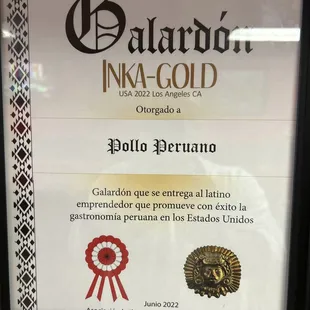 Galardón
INKA-GOLD
USA 2022 Los Angeles CA
Otorgado a
Pollo Peruano
Galardón que se entrega al latino
emprendedor que promueve con éxito la
gastronomía peruana en los Estados Unidos
Junio 2022